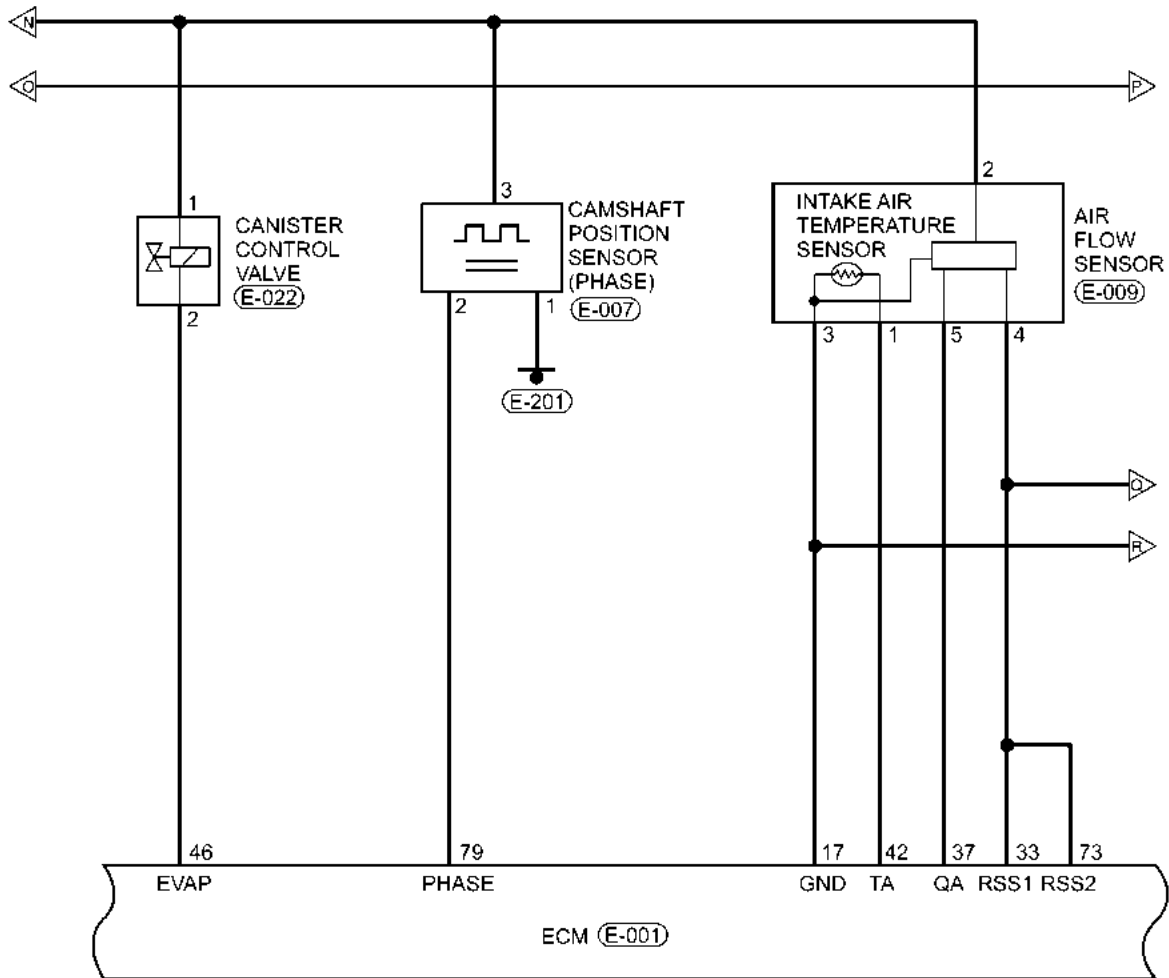 N
O
P
2
3
1
CANISTER
CONTROL
VALVE
E-022
2
CAMSHAFT
POSITION
SENSOR
(PHASE)
E-007
2
1
E-201
INTAKE AIR
TEMPERATURE
SENSOR
AIR
FLOW
SENSOR
E-009
3
1
5
4
Q
R
46
79
17
42
37
33
73
EVAP
PHASE
GND
TA
QA
RSS1
RSS2
ECM E-001